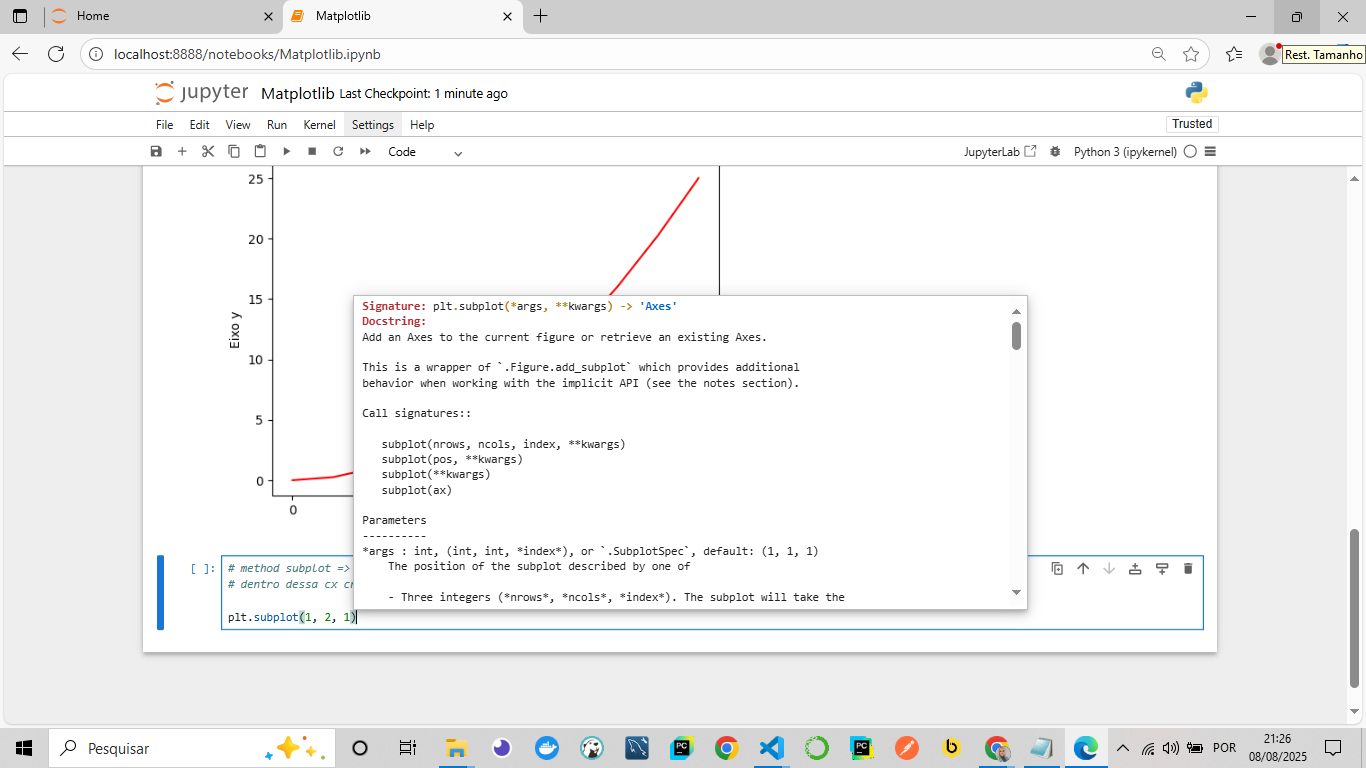 Home
Matplotlib
localhost:8888/notebooks/Matplotlib.ipynb
Rest. Tamanho
jupyter Matplotlib Last Checkpoint: 1 minute ago
File Edit View Run Kernel Settings Help
Trusted
Code
JupyterLab
Python 3 (ipykernel)
25
20
15
10
5
0
Eixo y
0
Signature: plt.subplot(*args, **kwargs) -> 'Axes'
Docstring:
Add an Axes to the current figure or retrieve an existing Axes.
This is a wrapper of `.Figure.add_subplot` which provides additional
behavior when working with the implicit API (see the notes section).
Call signatures::
subplot(nrows, ncols, index, **kwargs)
subplot(pos, **kwargs)
subplot(**kwargs)
subplot(ax)
Parameters
----------
*args : int, (int, int, *index*), or `.SubplotSpec`, default: (1, 1, 1)
The position of the subplot described by one of
- Three integers (*nrows*, *ncols*, *index*). The subplot will take the
[ ]: # method subplot =>
# dentro dessa cx
plt.subplot(1, 2, 1)
Pesquisar
PC
PC
b
POR
21:26
08/08/2025